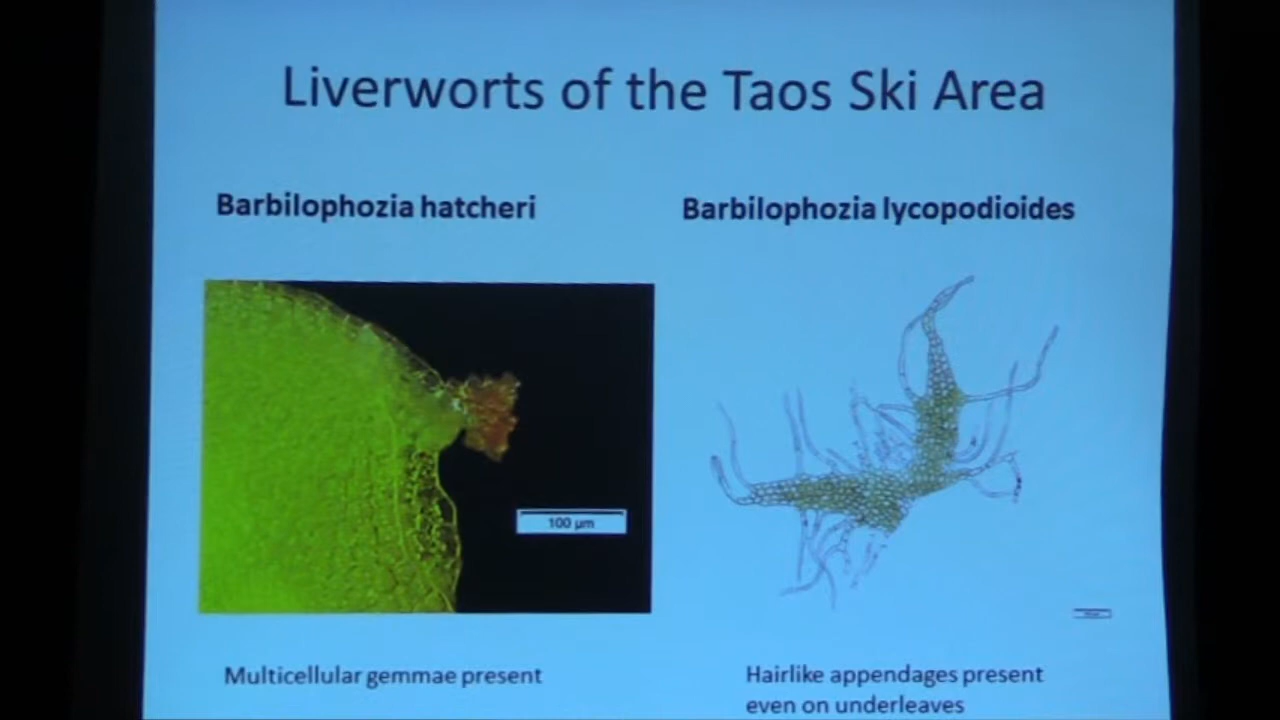 Liverworts of the Taos Ski Area
Barbilophozia hatcheri
Barbilophozia lycopodioides
100 µm
Multicellular gemmae present
Hairlike appendages present
even on underleaves